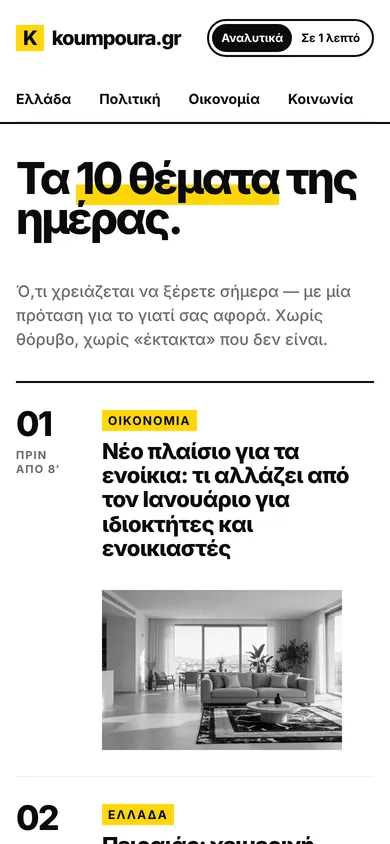 K koumpoura.gr Αναλυτικά Σε 1 λεπτό
Ελλάδα Πολιτική Οικονομία Κοινωνία
Τα 10 θέματα της
ημέρας.
Ό,τι χρειάζεται να ξέρετε σήμερα — με μία
πρόταση για το γιατί σας αφορά. Χωρίς
θόρυβο, χωρίς «έκτακτα» που δεν είναι.
01
ΠΡΙΝ
ΑΠΟ 8′
ΟΙΚΟΝΟΜΙΑ
Νέο πλαίσιο για τα
ενοίκια: τι αλλάζει από
τον Ιανουάριο για
ιδιοκτήτες και
ενοικιαστές
02
ΕΛΛΑΔΑ
Πειραιάς: χειμερινή